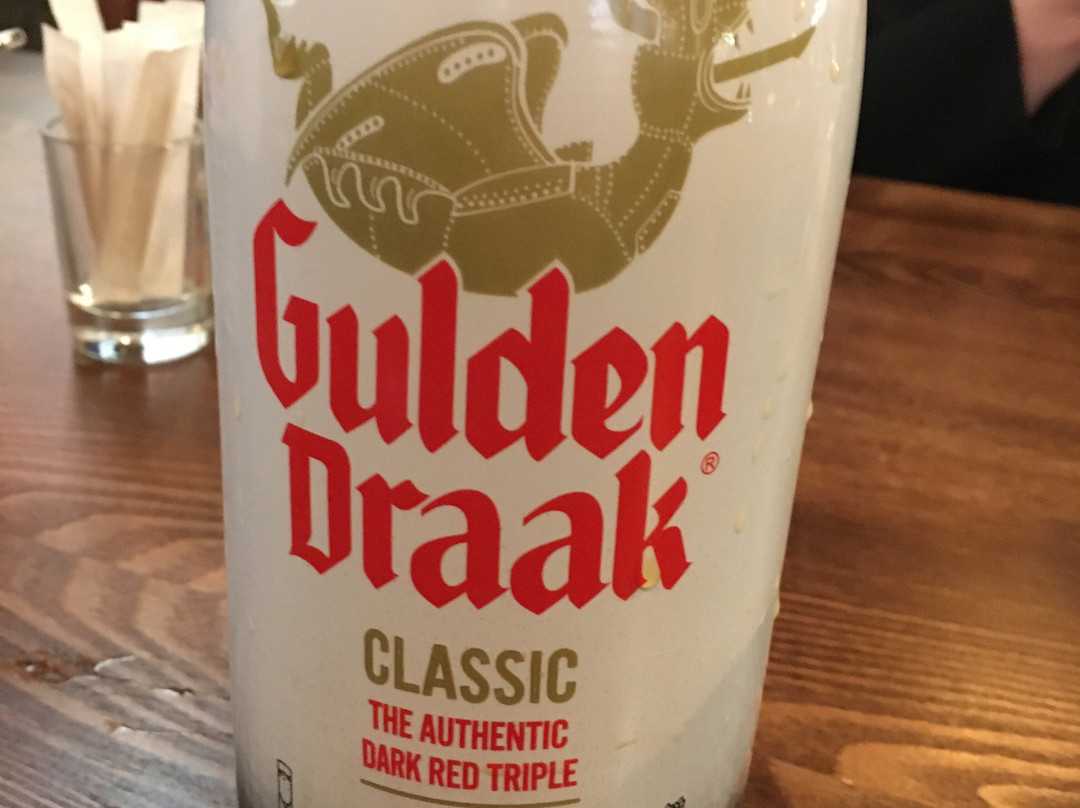 Gulden
Draak®
CLASSIC
THE AUTHENTIC
DARK RED TRIPLE